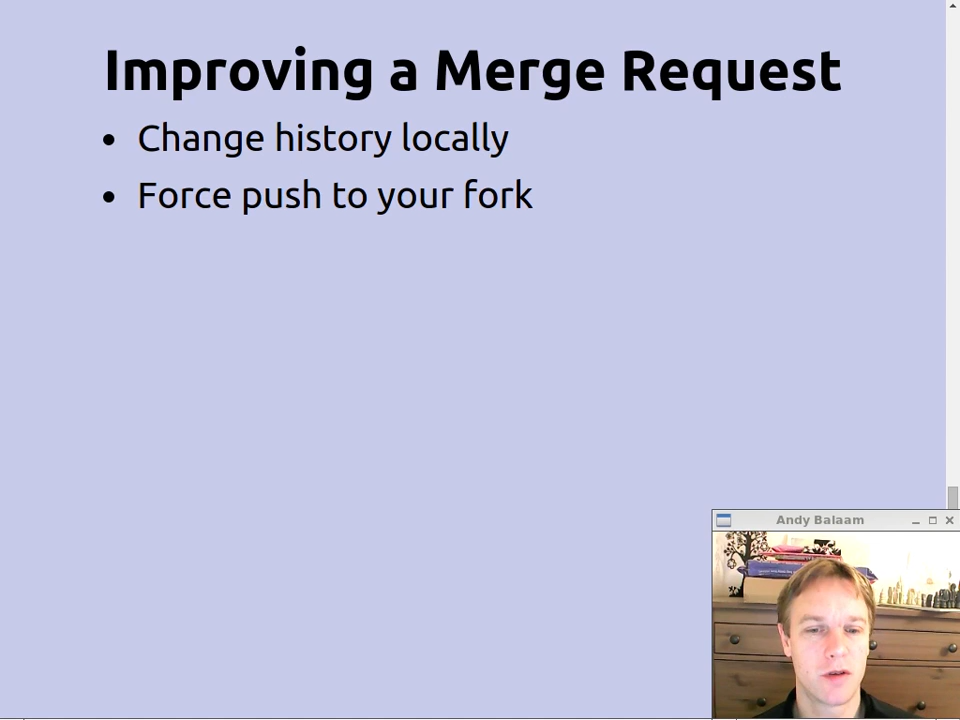 Improving a Merge Request
• Change history locally
• Force push to your fork
Andy Balaam